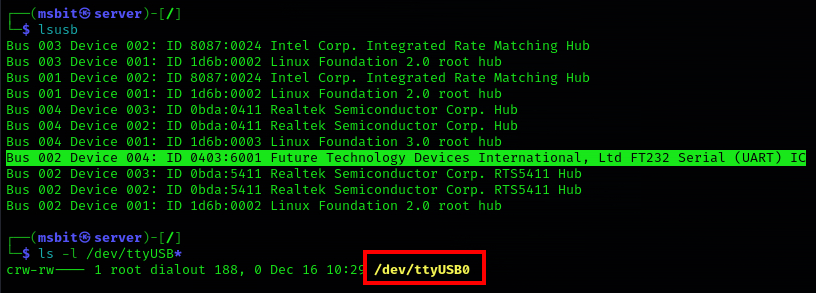 ┌──(msbit㉿server)-[/]
└─$ lsusb
Bus 003 Device 002: ID 8087:0024 Intel Corp. Integrated Rate Matching Hub
Bus 003 Device 001: ID 1d6b:0002 Linux Foundation 2.0 root hub
Bus 001 Device 002: ID 8087:0024 Intel Corp. Integrated Rate Matching Hub
Bus 001 Device 001: ID 1d6b:0002 Linux Foundation 2.0 root hub
Bus 004 Device 003: ID 0bda:0411 Realtek Semiconductor Corp. Hub
Bus 004 Device 002: ID 0bda:0411 Realtek Semiconductor Corp. Hub
Bus 004 Device 001: ID 1d6b:0003 Linux Foundation 3.0 root hub
Bus 002 Device 004: ID 0403:6001 Future Technology Devices International, Ltd FT232 Serial (UART) IC
Bus 002 Device 003: ID 0bda:5411 Realtek Semiconductor Corp. RTS5411 Hub
Bus 002 Device 002: ID 0bda:5411 Realtek Semiconductor Corp. RTS5411 Hub
Bus 002 Device 001: ID 1d6b:0002 Linux Foundation 2.0 root hub
┌──(msbit㉿server)-[/]
└─$ ls -l /dev/ttyUSB*
crw-rw---- 1 root dialout 188, 0 Dec 16 10:29 /dev/ttyUSB0